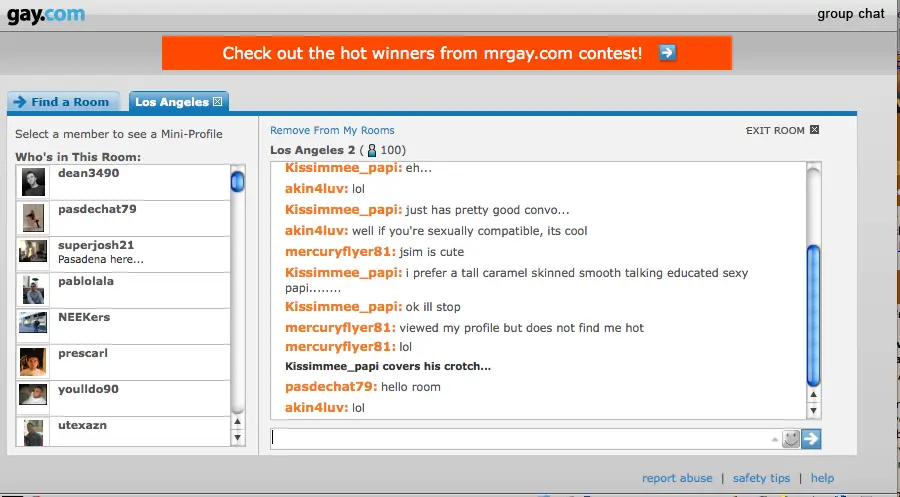 gay.com
group chat
Check out the hot winners from mrgay.com contest!
Find a Room
Los Angeles
Select a member to see a Mini-Profile
Who's in This Room:
dean3490
pasdechat79
superjosh21
Pasadena here...
pablolala
NEEKers
prescarl
youlldo90
utexazn
Remove From My Rooms
EXIT ROOM
Los Angeles 2 ( 100)
Kissimmee_papi: eh...
akin4luv: lol
Kissimmee_papi: just has pretty good convo...
akin4luv: well if you're sexually compatible, its cool
mercuryflyer81: jsim is cute
Kissimmee_papi: i prefer a tall caramel skinned smooth talking educated sexy
papi........
Kissimmee_papi: ok ill stop
mercuryflyer81: viewed my profile but does not find me hot
mercuryflyer81: lol
Kissimmee_papi covers his crotch...
pasdechat79: hello room
akin4luv: lol
report abuse | safety tips | help